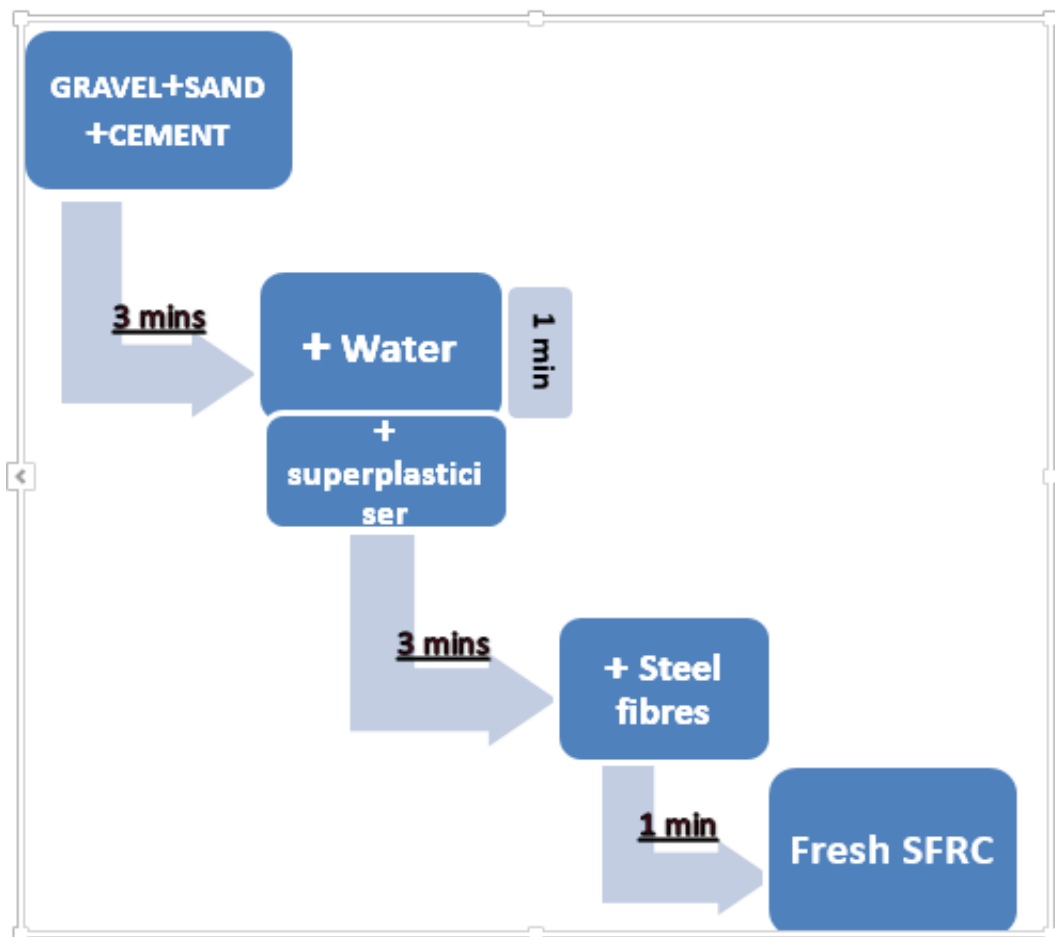 GRAVEL+SAND
+CEMENT
3 mins
+ Water
1 min
+
superplastici
ser
3 mins
+ Steel
fibres
1 min
Fresh SFRC